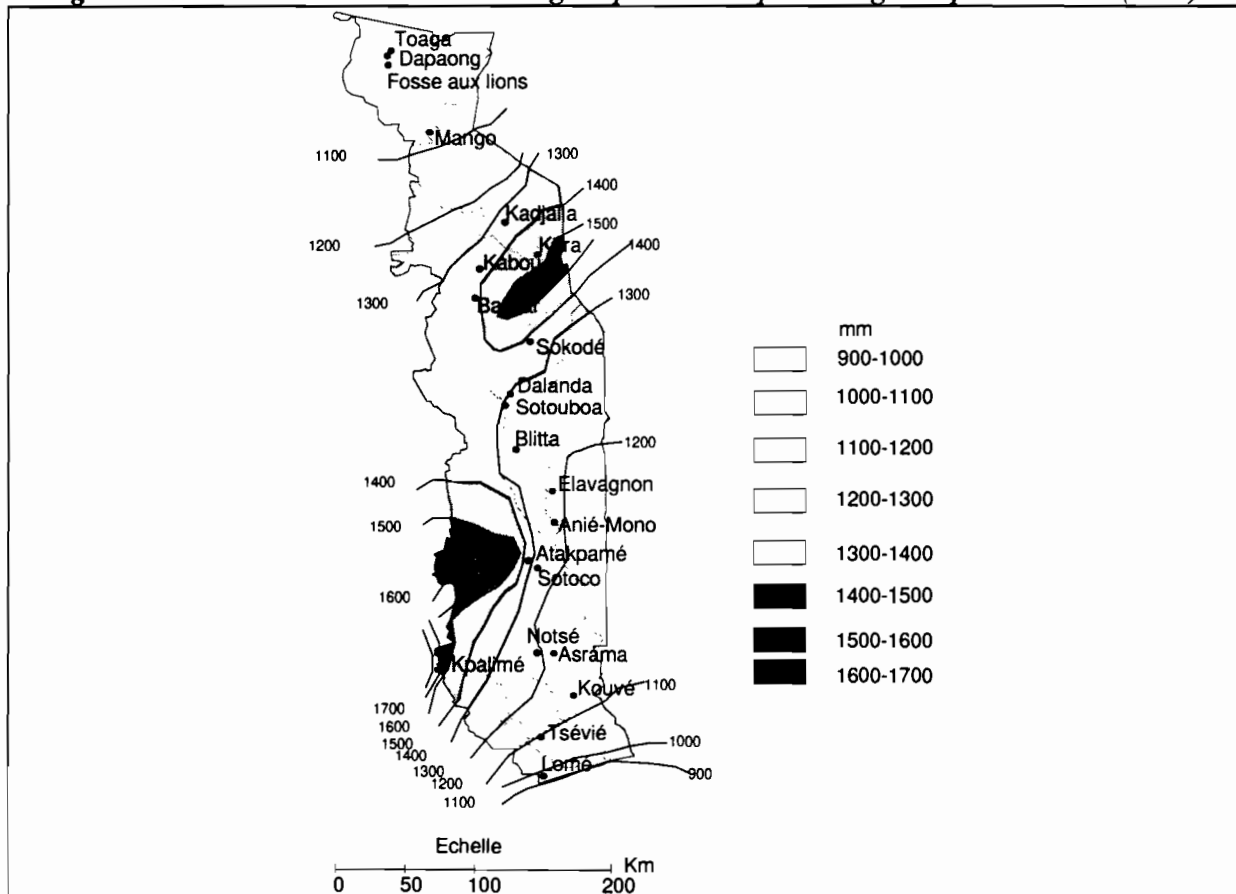 Toaga
Dapaong
Fosse aux lions
Mango
1100
1300
1400
Kadjalla
1500
1200
Kara
1400
Kabou
1300
1300
Sokodé
Dalanda
Sotouboa
Blitta
1200
1400
Elavagnon
1500
Anié-Mono
Atakpamé
Sotoco
1600
Notsé
Asrama
Kpalimé
Kouvé
1100
1700
1600
Tsévié
1500
1000
1400
Lomé
1300
900
1200
1100
mm
900-1000
1000-1100
1100-1200
1200-1300
1300-1400
1400-1500
1500-1600
1600-1700
Echelle
Km
0 50 100 200